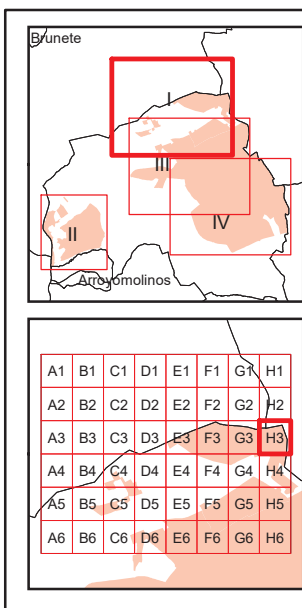 Brunete
I
III
IV
II
Arroyomolinos
A1 B1 C1 D1 E1 F1 G1 H1
A2 B2 C2 D2 E2 F2 G2 H2
A3 B3 C3 D3 E3 F3 G3 H3
A4 B4 C4 D4 E4 F4 G4 H4
A5 B5 C5 D5 E5 F5 G5 H5
A6 B6 C6 D6 E6 F6 G6 H6